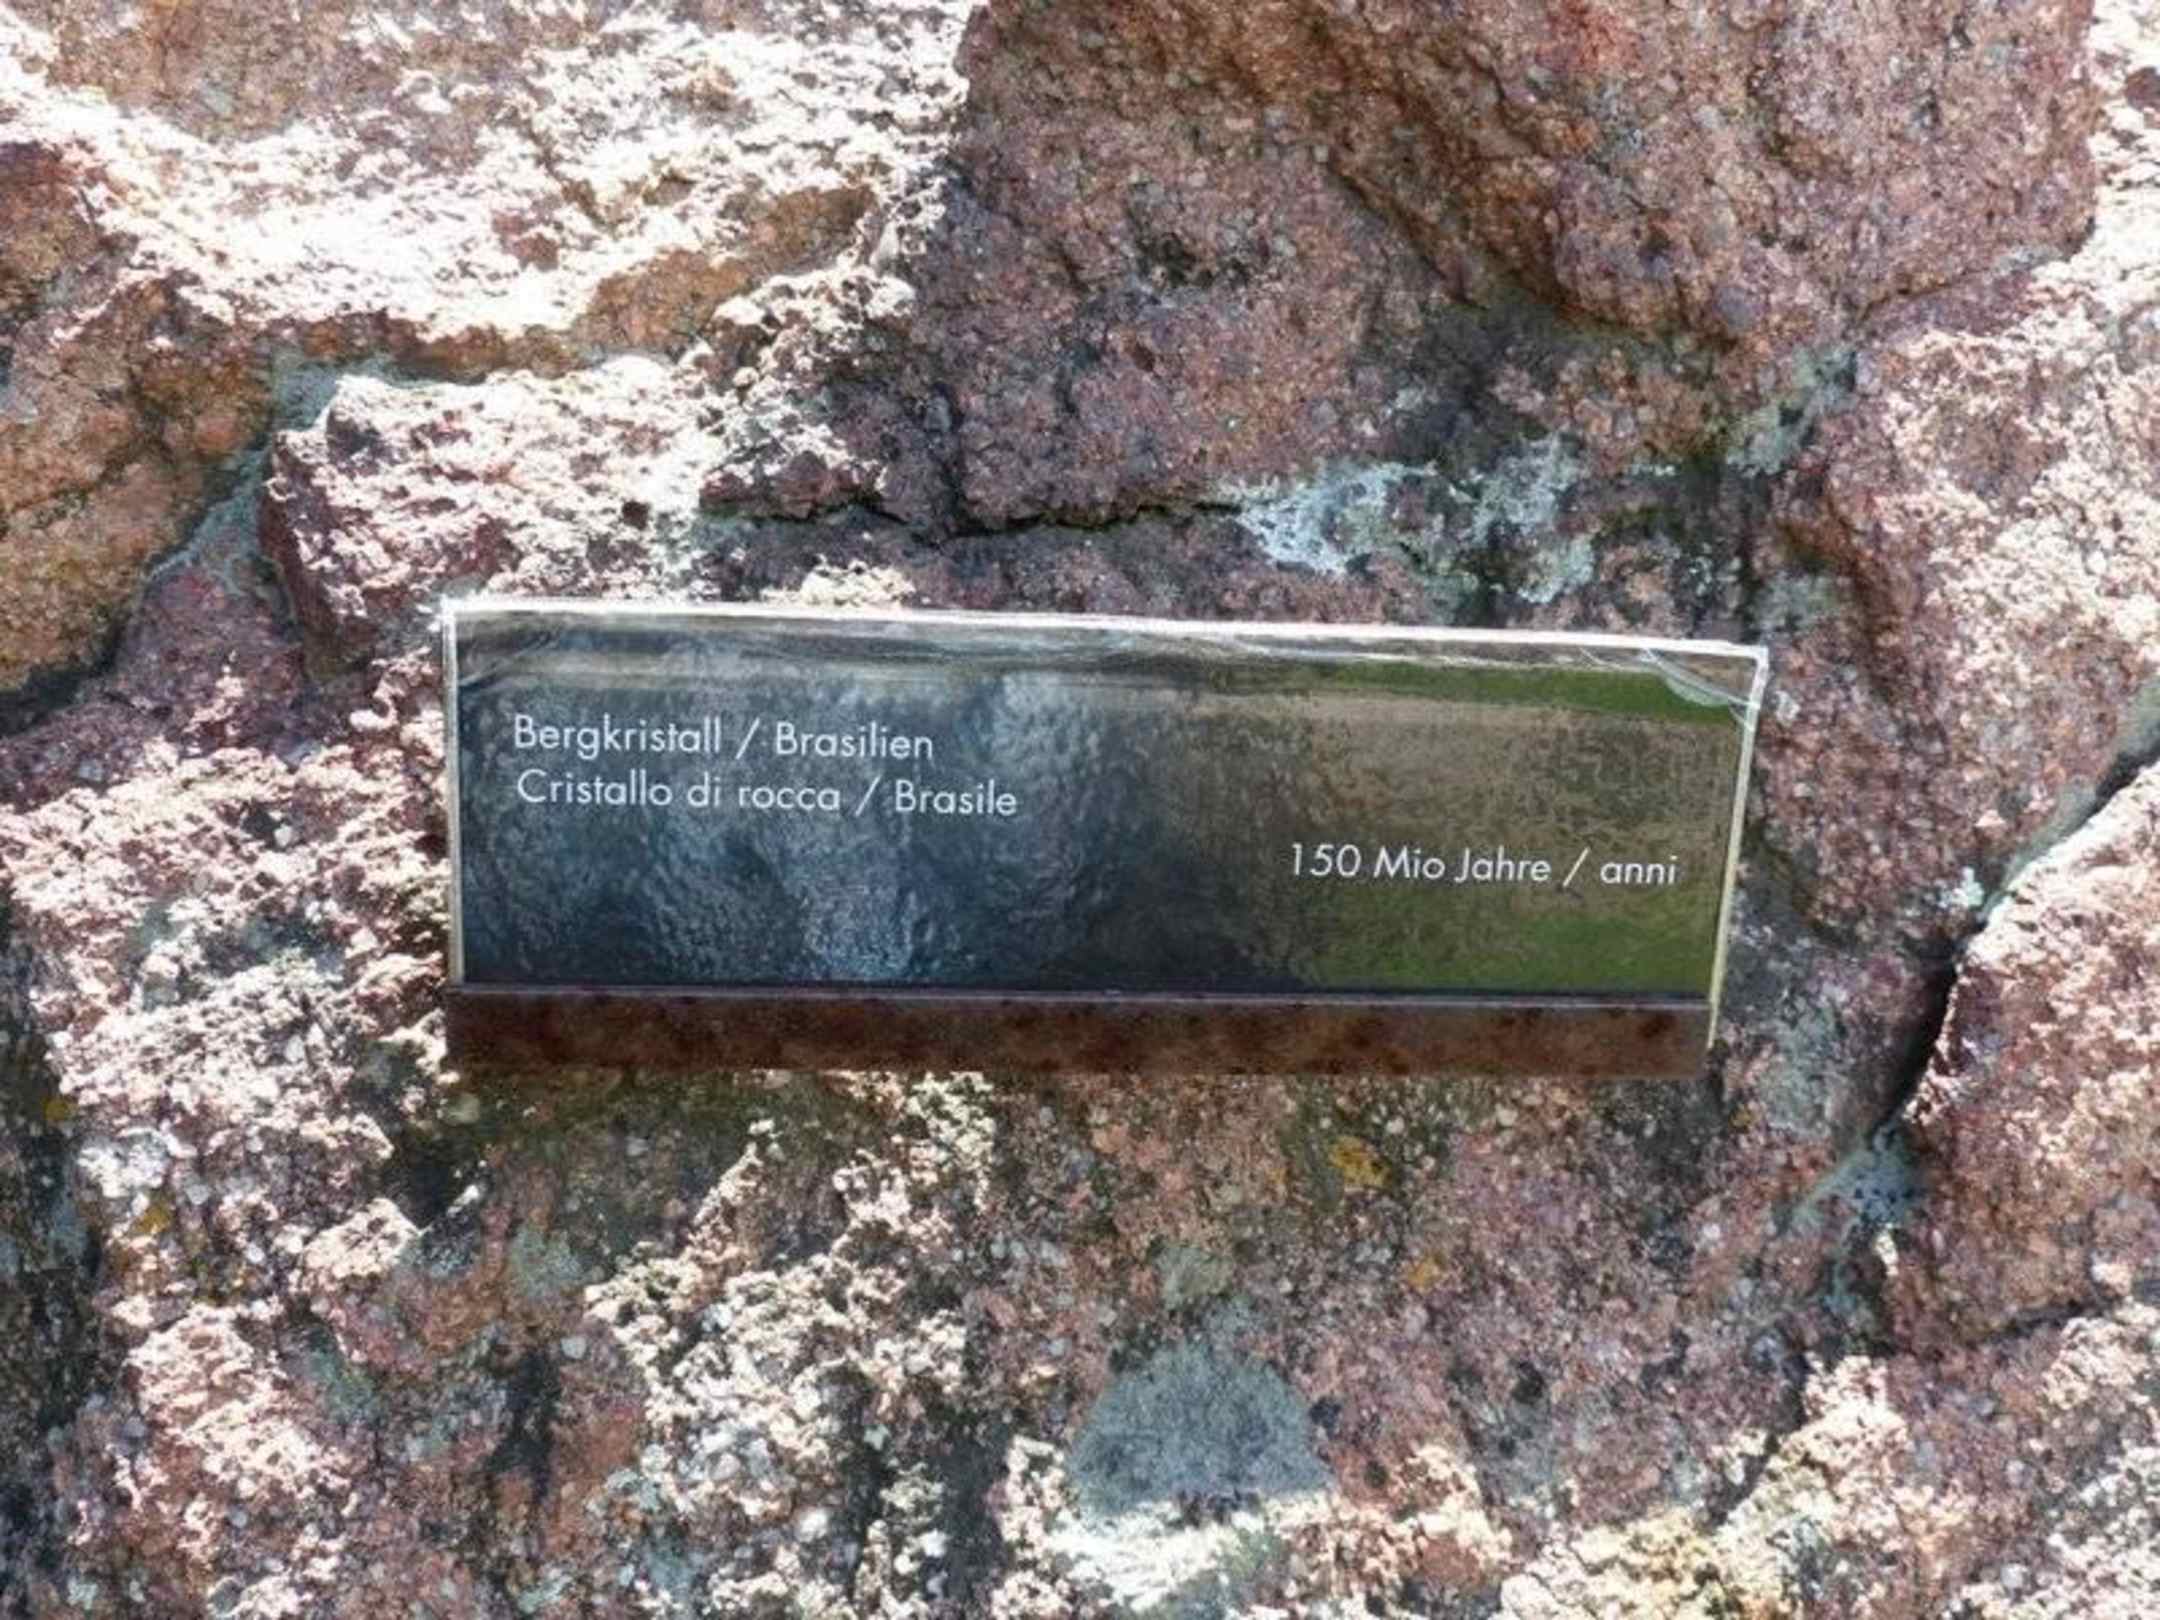 Bergkristall / Brasilien
Cristallo di rocca / Brasile
150 Mio Jahre / anni